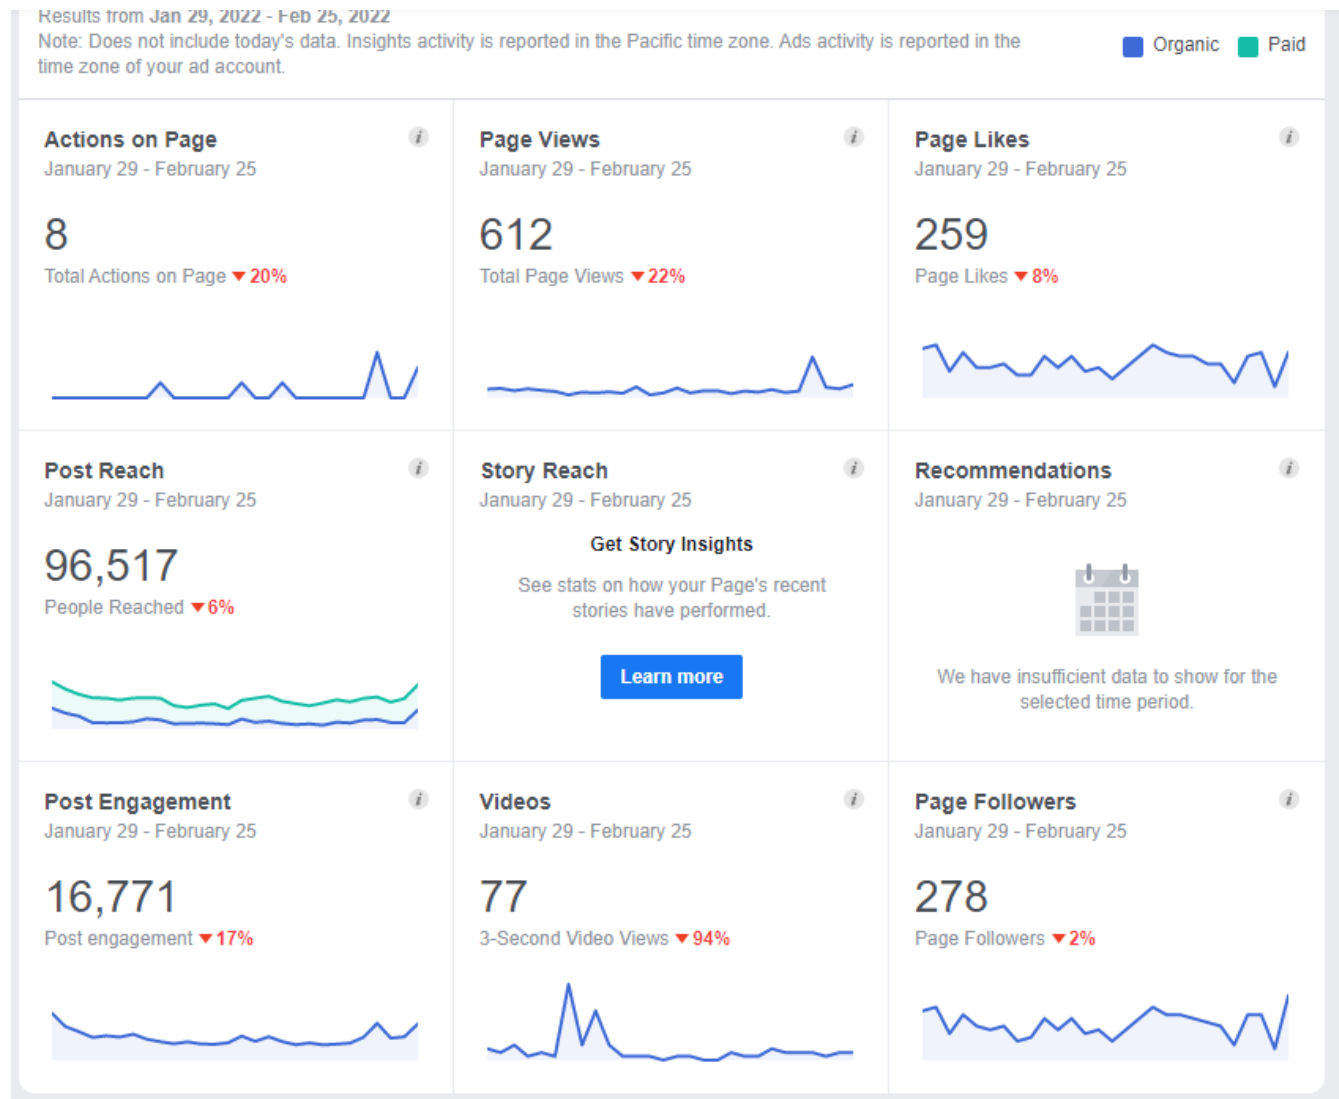 Results from Jan 29, 2022 - Feb 25, 2022
Note: Does not include today's data. Insights activity is reported in the Pacific time zone. Ads activity is reported in the
time zone of your ad account.
Organic
Paid
Actions on Page
January 29 - February 25
8
Total Actions on Page ▼ 20%
Page Views
January 29 - February 25
612
Total Page Views ▼ 22%
Page Likes
January 29 - February 25
259
Page Likes ▼ 8%
Post Reach
January 29 - February 25
96,517
People Reached ▼ 6%
Story Reach
January 29 - February 25
Get Story Insights
See stats on how your Page's recent
stories have performed.
Learn more
Recommendations
January 29 - February 25
We have insufficient data to show for the
selected time period.
Post Engagement
January 29 - February 25
16,771
Post engagement ▼ 17%
Videos
January 29 - February 25
77
3-Second Video Views ▼ 94%
Page Followers
January 29 - February 25
278
Page Followers ▼ 2%